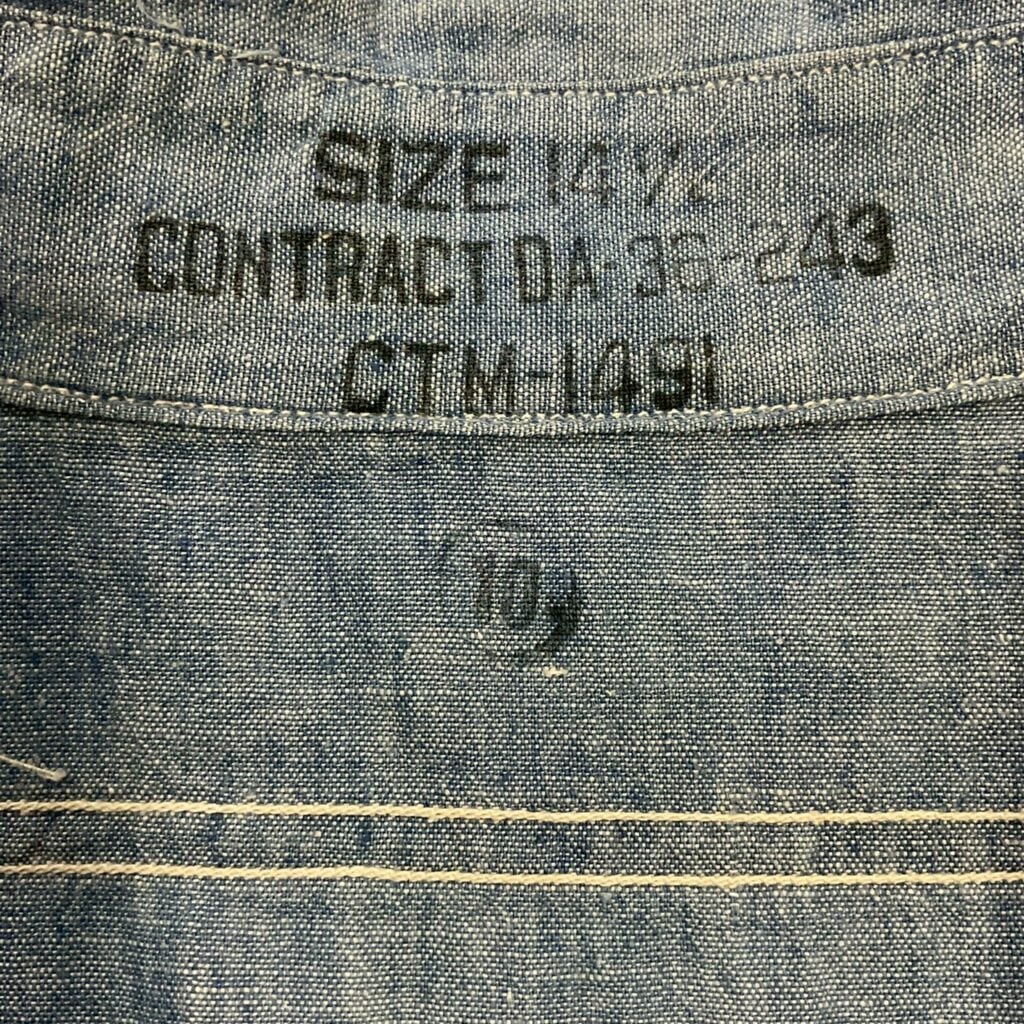 SIZE 14½
CONTRACT DA-36-243
CTM-1491
10